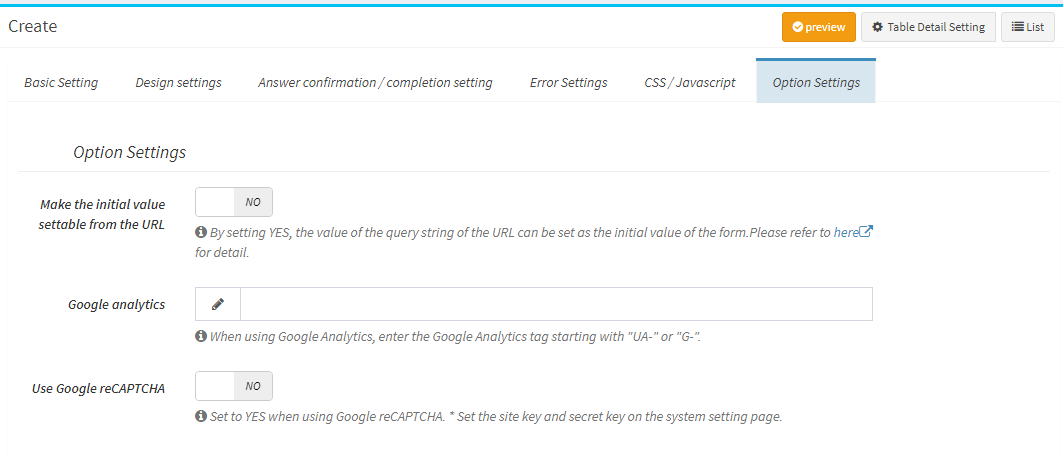 Create
preview
Table Detail Setting
List
Basic Setting
Design settings
Answer confirmation / completion setting
Error Settings
CSS / Javascript
Option Settings
Option Settings
Make the initial value
settable from the URL
NO
By setting YES, the value of the query string of the URL can be set as the initial value of the form.Please refer to here
for detail.
Google analytics
When using Google Analytics, enter the Google Analytics tag starting with "UA-" or "G-".
Use Google reCAPTCHA
NO
Set to YES when using Google reCAPTCHA. * Set the site key and secret key on the system setting page.